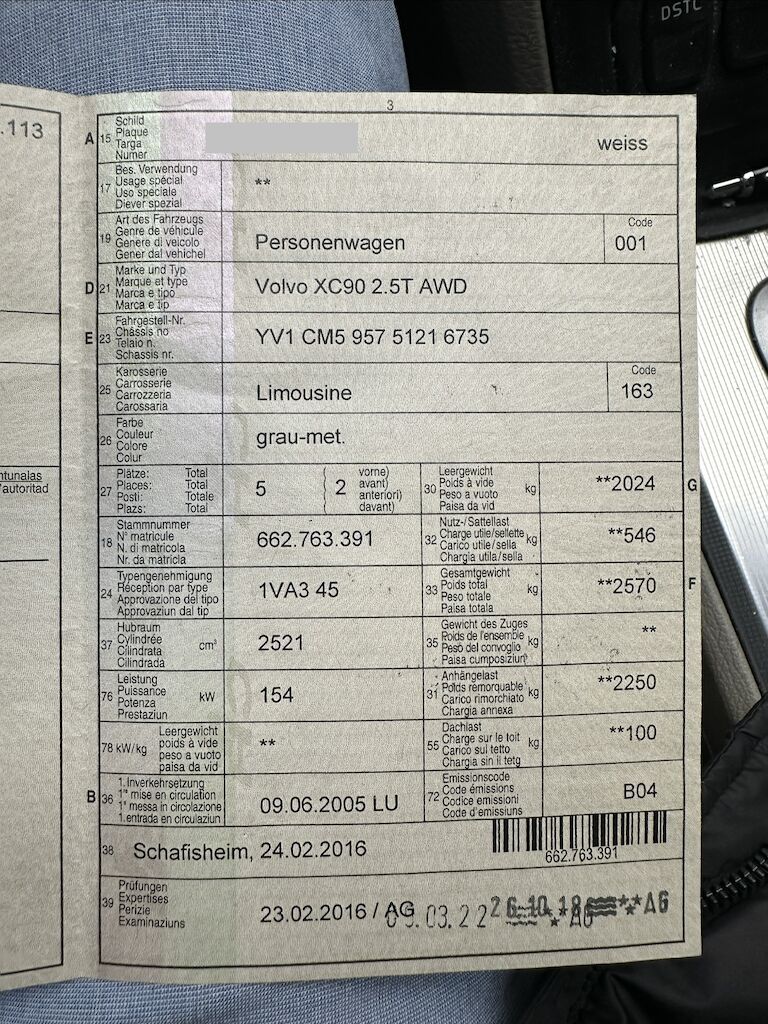 DSTC
3
.113
A 15 Schild
Plaque
Targa
Numer
weiss
17 Bes. Verwendung
Usage spécial
Uso speciale
Diever spezial
**
19 Art des Fahrzeugs
Genre de véhicule
Genere di veicolo
Gener dal vehichel
Personenwagen
Code
001
D 21 Marke und Typ
Marque et type
Marca e tipo
Marca e tip
Volvo XC90 2.5T AWD
E 23 Fahrgestell-Nr.
Châssis no
Telaio n.
Schassis nr.
YV1 CM5 957 5121 6735
25 Karosserie
Carrosserie
Carrozzeria
Carossaria
Limousine
Code
163
26 Farbe
Couleur
Colore
Colur
grau-met.
ntunalas
'autoritad
27 Plätze: Total
Places: Total
Posti: Totale
Plazs: Total
5
2
vorne)
avant)
anteriori)
davant)
30 Leergewicht
Poids à vide
Peso a vuoto
Paisa da vid
kg
**2024
G
18 Stammnummer
N° matricule
N. di matricola
Nr. da matricla
662.763.391
32 Nutz-/Sattellast
Charge utile/sellette
Carico utile/sella
Chargia utila/sella
kg
**546
24 Typengenehmigung
Réception par type
Approvazione del tipo
Approvaziun dal tip
1VA3 45
33 Gesamtgewicht
Poids total
Peso totale
Paisa totala
kg
**2570
F
37 Hubraum
Cylindrée
Cilindrata
Cilindrada
cm³
2521
35 Gewicht des Zuges
Poids de l'ensemble
Peso del convoglio
Paisa cumposiziun
kg
**
76 Leistung
Puissance
Potenza
Prestaziun
kW
154
31 Anhängelast
Poids remorquable
Carico rimorchiato
Chargia annexa
kg
**2250
78 kW/kg
Leergewicht
poids à vide
peso a vuoto
paisa da vid
**
55 Dachlast
Charge sur le toit
Carico sul tetto
Chargia sin il tetg
kg
**100
B 36 1.Inverkehrsetzung
1re mise en circulation
1a messa in circolazione
1.entrada en circulaziun
09.06.2005 LU
72 Emissionscode
Code émissions
Codice emissioni
Code d'emissiuns
B04
38 Schafisheim, 24.02.2016
662.763.391
39 Prüfungen
Expertises
Perizie
Examinaziuns
23.02.2016 / AG
.03.22
26.10.18
** AG
* AG